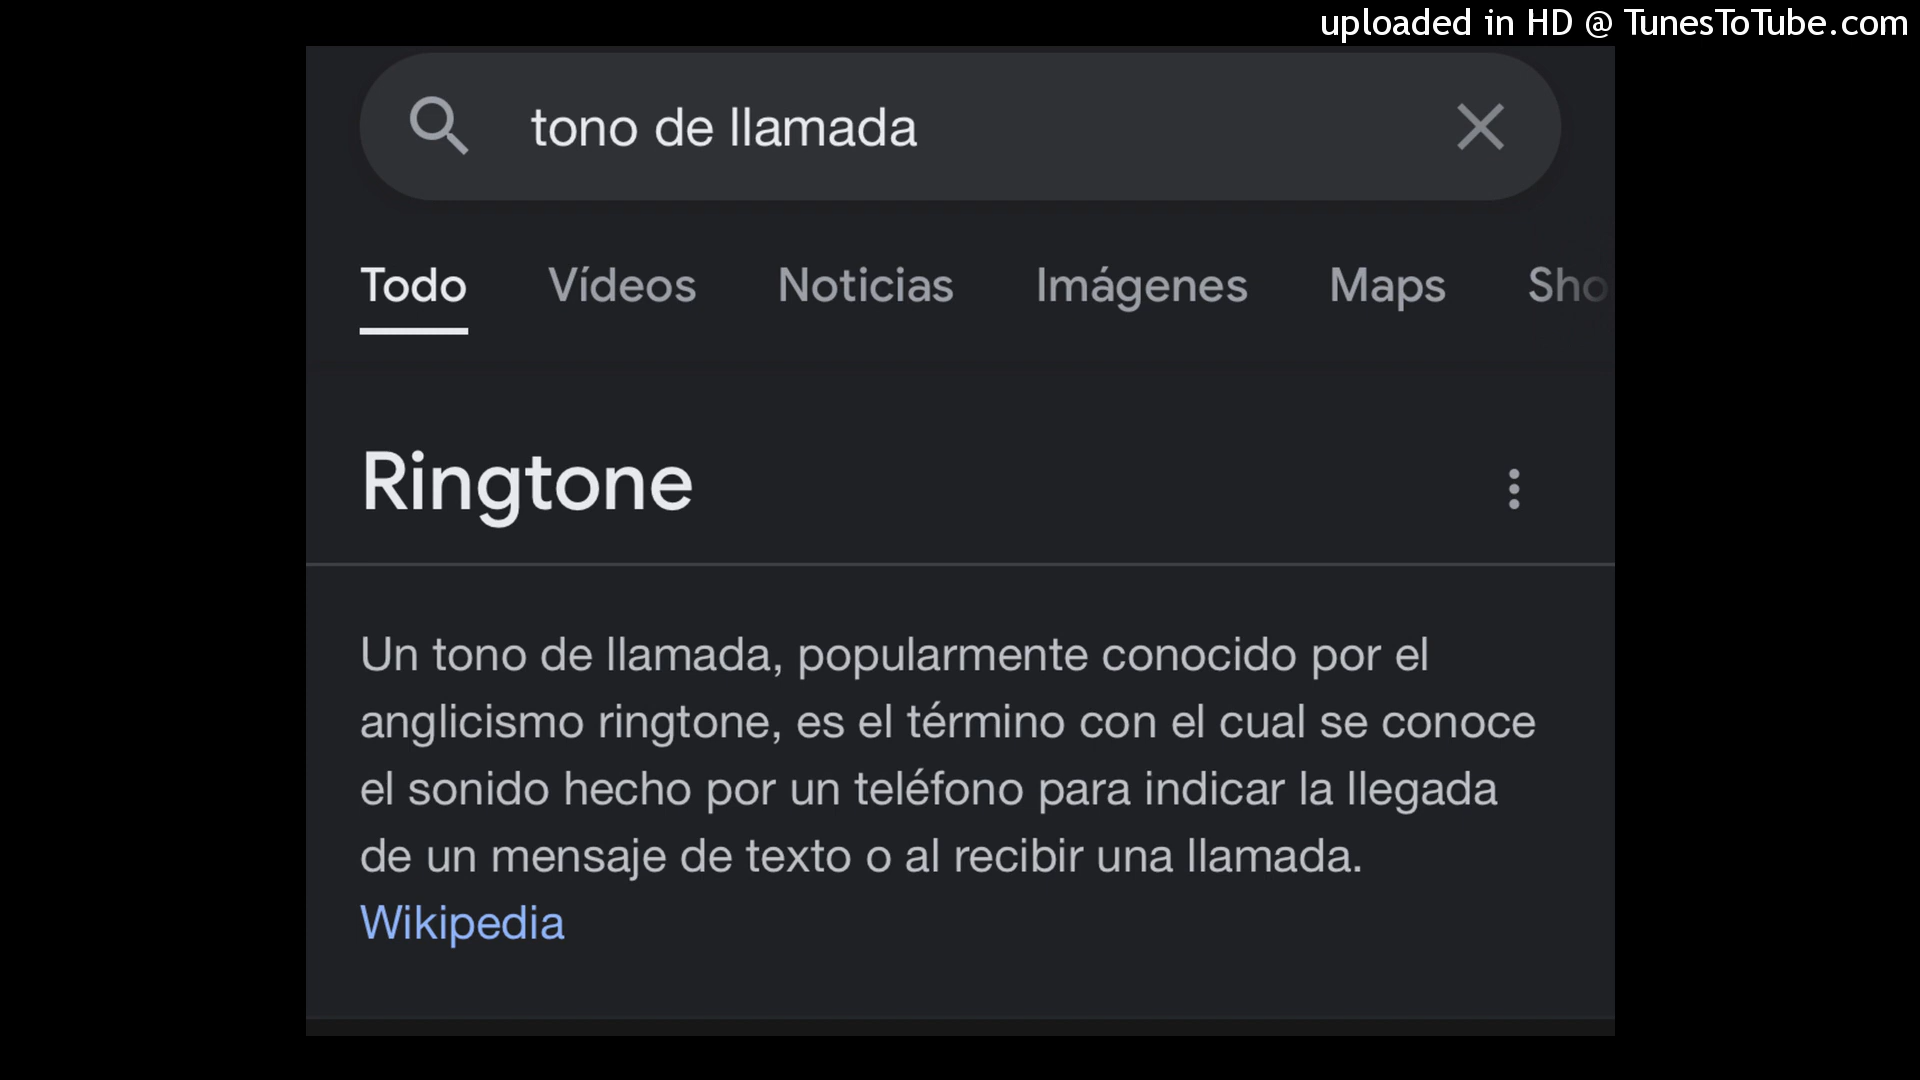 uploaded in HD @ TunesToTube.com
tono de llamada
Todo Vídeos Noticias Imágenes Maps Sho
Ringtone
Un tono de llamada, popularmente conocido por el
anglicismo ringtone, es el término con el cual se conoce
el sonido hecho por un teléfono para indicar la llegada
de un mensaje de texto o al recibir una llamada.
Wikipedia